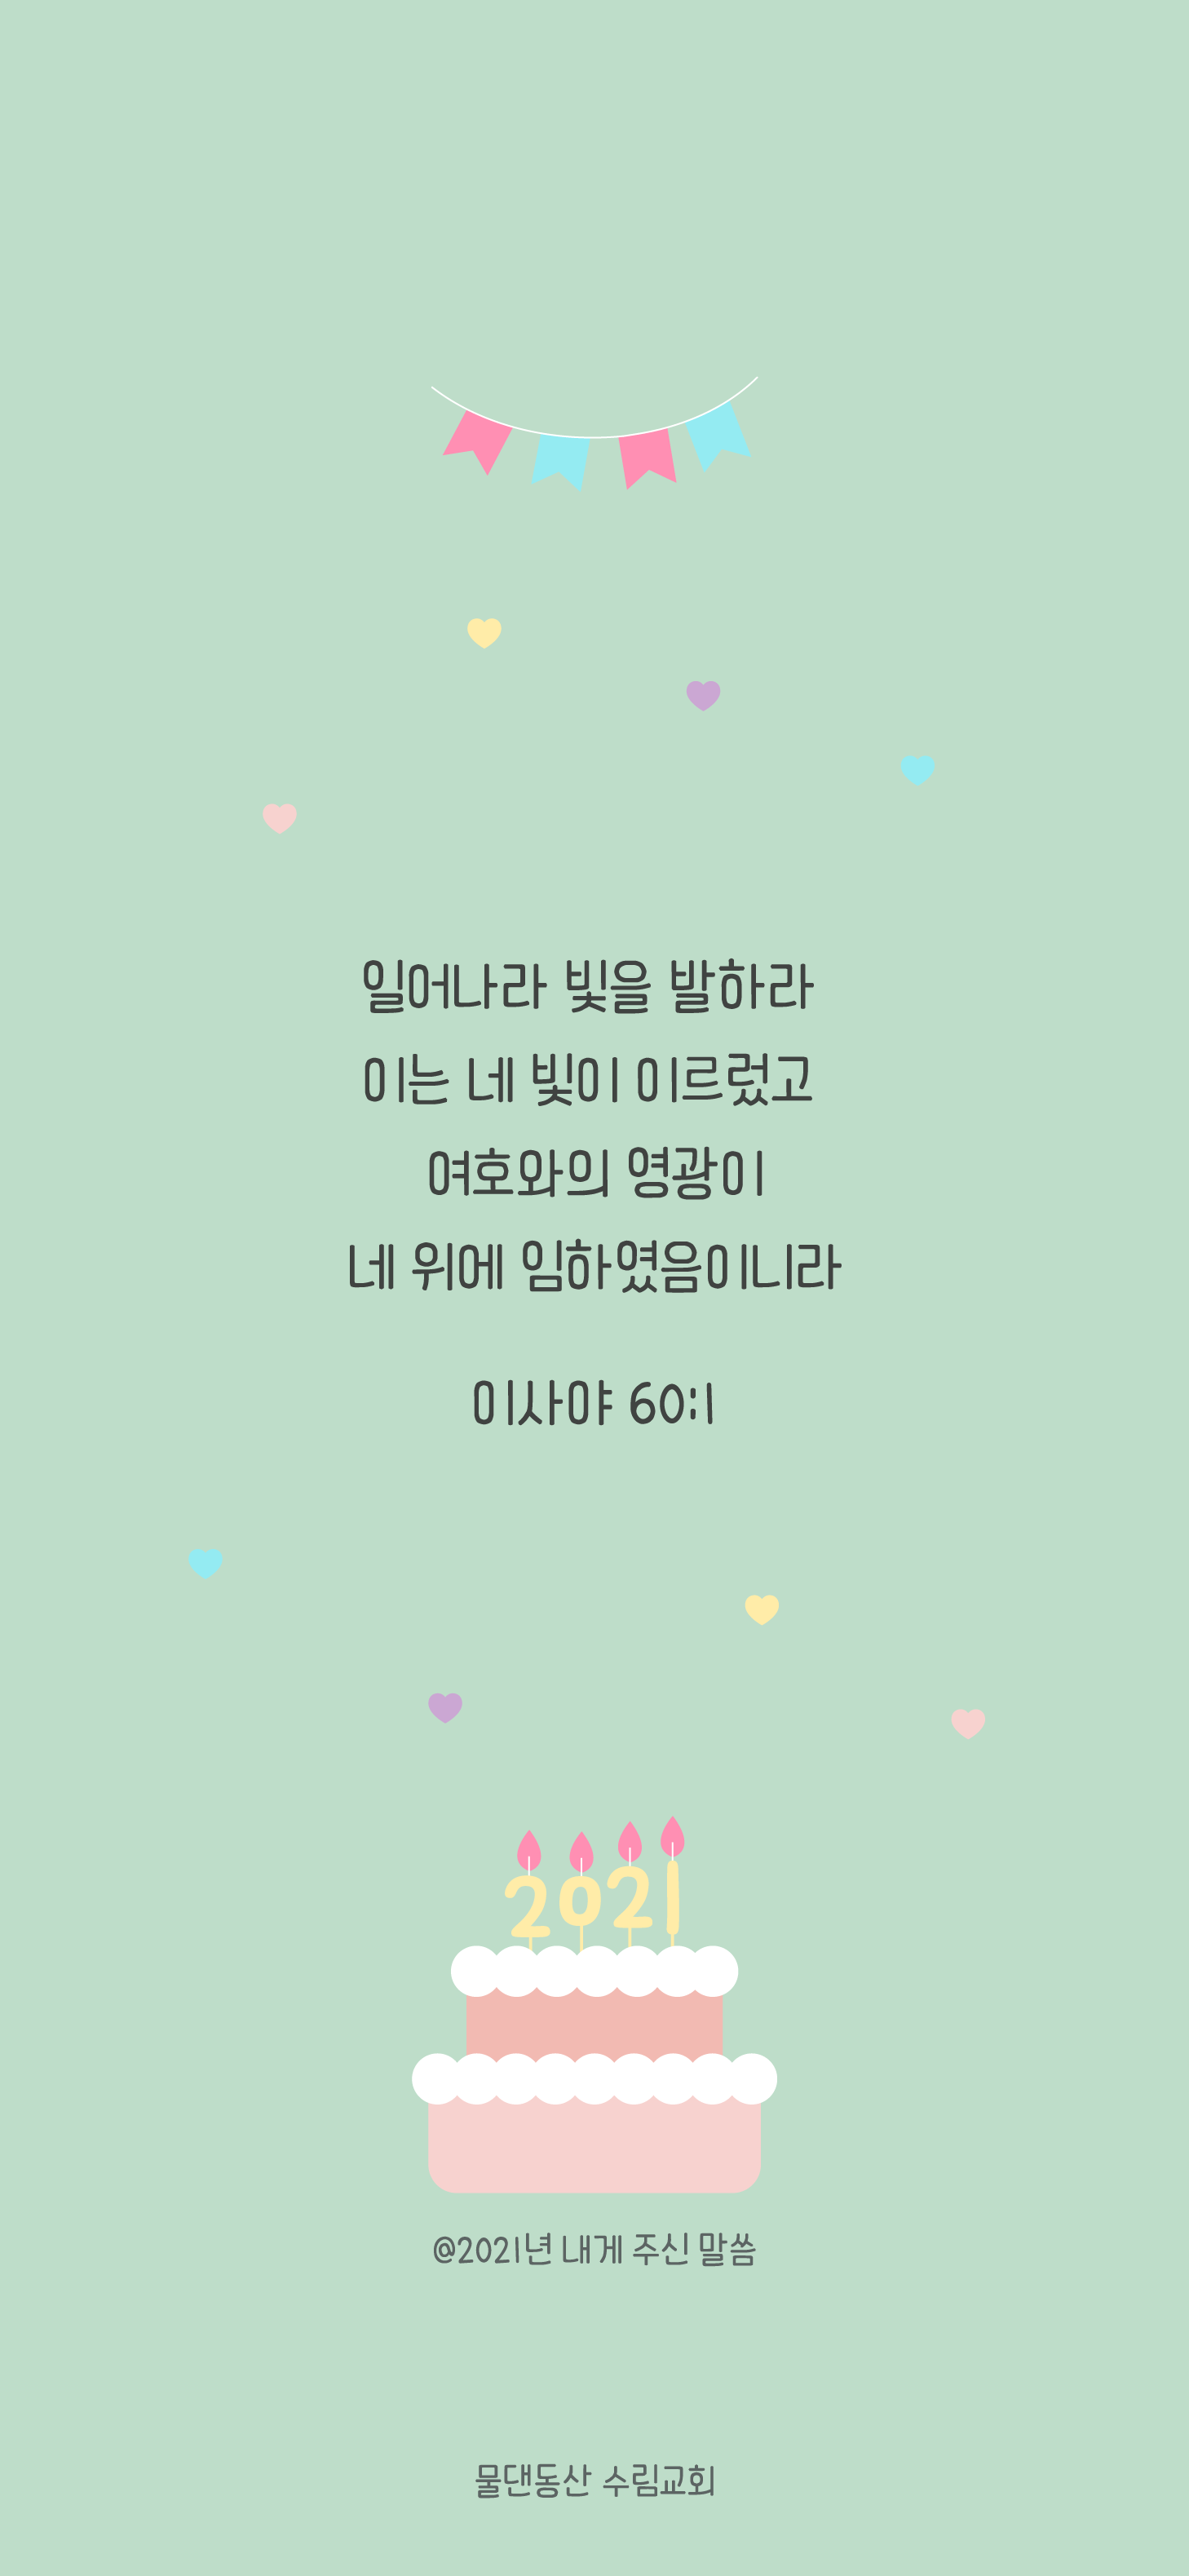 일어나라 빛을 발하라
이는 네 빛이 이르렀고
여호와의 영광이
네 위에 임하였음이니라
이사야 60:1
2021
@2021년 내게 주신 말씀
물댄동산 수림교회